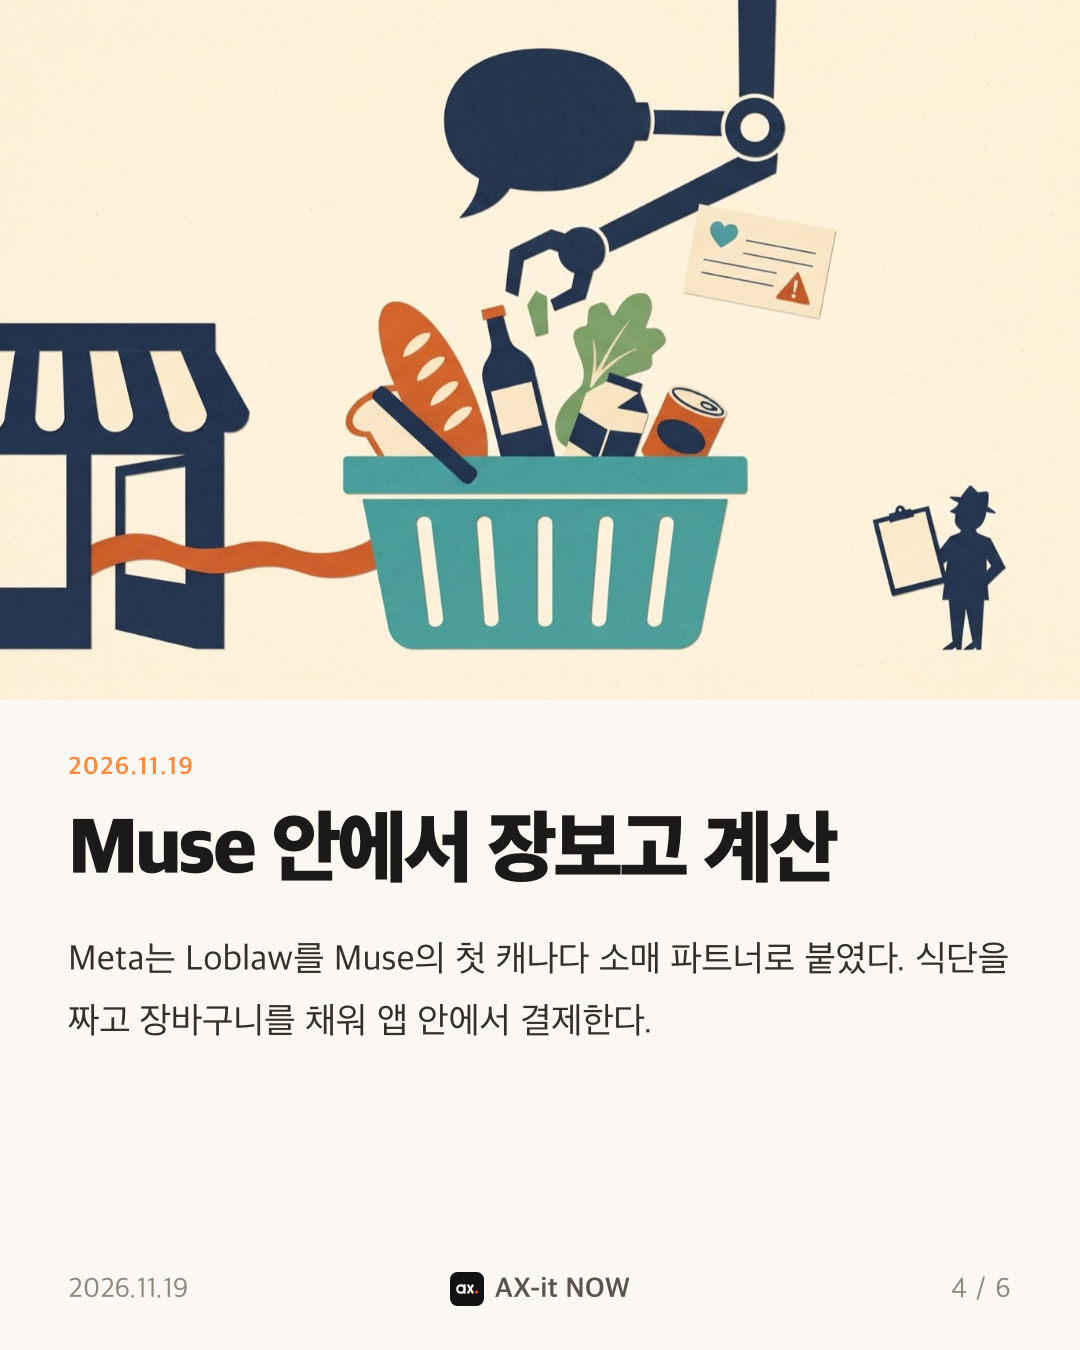 2026.11.19
Muse 안에서 장보고 계산
Meta는 Loblaw를 Muse의 첫 캐나다 소매 파트너로 붙였다. 식단을
짜고 장바구니를 채워 앱 안에서 결제한다.
2026.11.19
ax. AX-it NOW
4 / 6